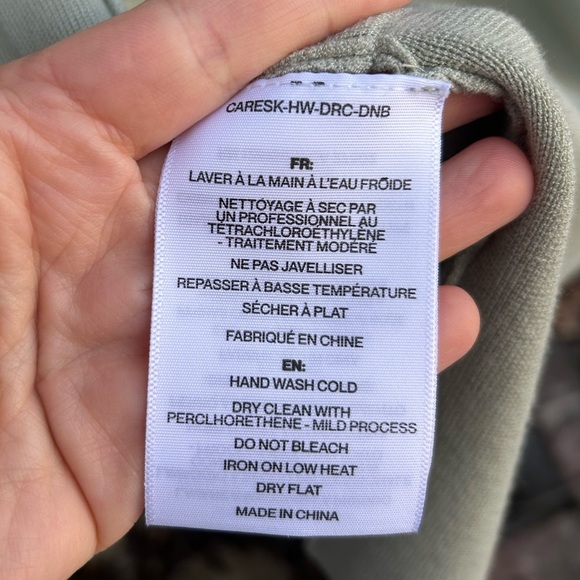 CARESK-HW-DRC-DNB
FR:
LAVER À LA MAIN À L'EAU FRŌIDE
NETTOYAGE À SEC PAR
UN PROFESSIONNEL AU
TÉTRACHLOROÉTHYLÈNE
- TRAITEMENT MODÉRÉ
NE PAS JAVELLISER
REPASSER À BASSE TEMPÉRATURE
SÉCHER À PLAT
FABRIQUÉ EN CHINE
EN:
HAND WASH COLD
DRY CLEAN WITH
PERCLHORETHENE - MILD PROCESS
DO NOT BLEACH
IRON ON LOW HEAT
DRY FLAT
MADE IN CHINA